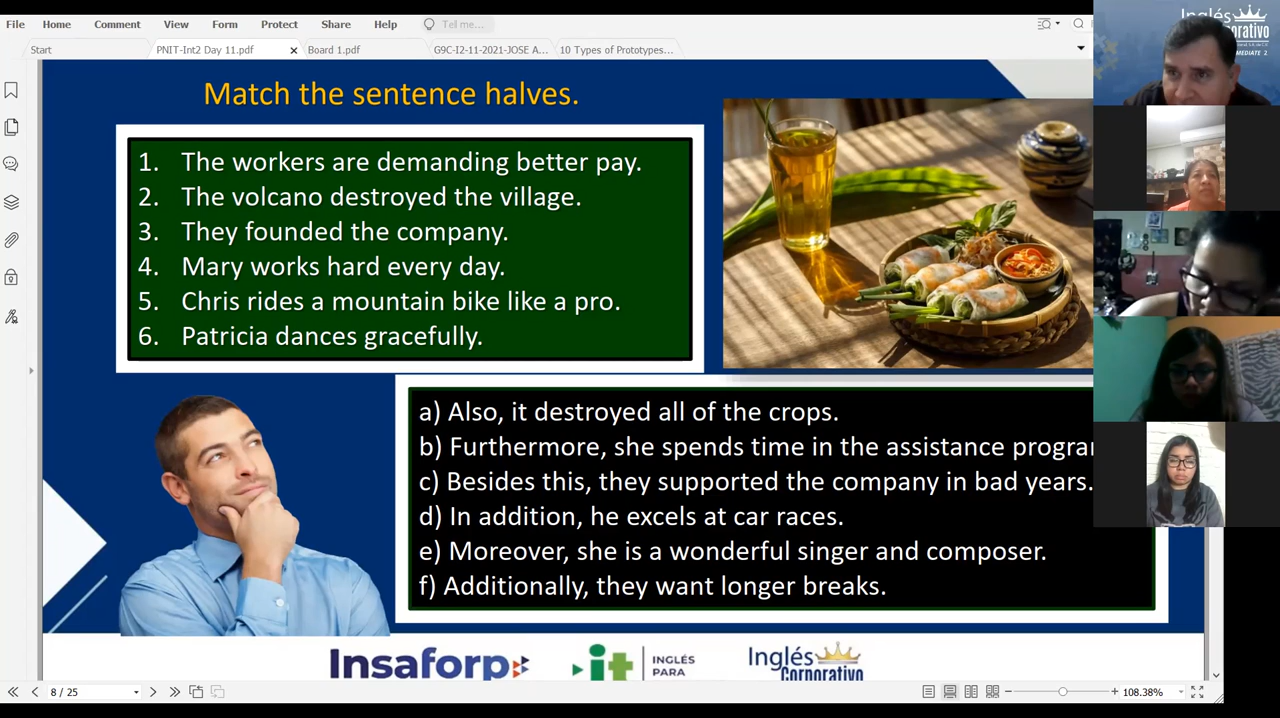 File Home Comment View Form Protect Share Help Tell me...
Start PNIT-Int2 Day 11.pdf Board 1.pdf G9C-I2-11-2021-JOSE A... 10 Types of Prototypes...
Match the sentence halves.
1. The workers are demanding better pay.
2. The volcano destroyed the village.
3. They founded the company.
4. Mary works hard every day.
5. Chris rides a mountain bike like a pro.
6. Patricia dances gracefully.
a) Also, it destroyed all of the crops.
b) Furthermore, she spends time in the assistance progra
c) Besides this, they supported the company in bad years.
d) In addition, he excels at car races.
e) Moreover, she is a wonderful singer and composer.
f) Additionally, they want longer breaks.
Insaforp
it INGLÉS
PARA
Inglés
Corporativo
8 / 25
108.38%
Inglés
orativo
MEDIATE 2